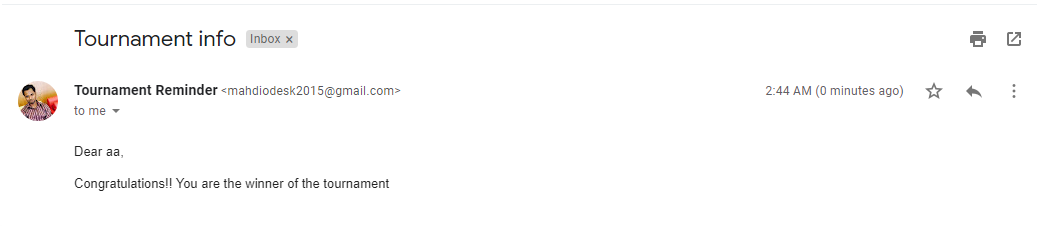 Tournament info Inbox ×
Tournament Reminder <mahdiodesk2015@gmail.com> 2:44 AM (0 minutes ago)
to me
Dear aa,
Congratulations!! You are the winner of the tournament